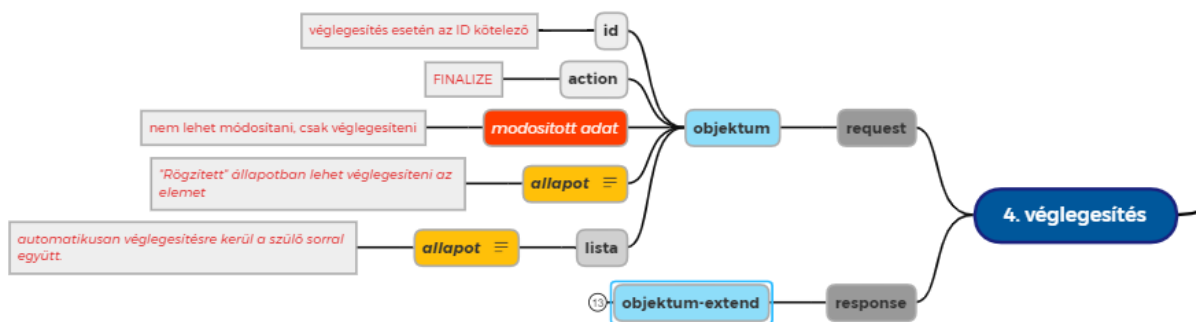 véglegesítés esetén az ID kötelező
id
FINALIZE
action
nem lehet módosítani, csak véglegesíteni
modosított adat
objektum
request
"Rögzített" állapotban lehet véglegesíteni az
elemet
allapot
4. véglegesítés
automatikusan véglegesítésre kerül a szülő sorral
együtt.
allapot
lista
13
objektum-extend
response